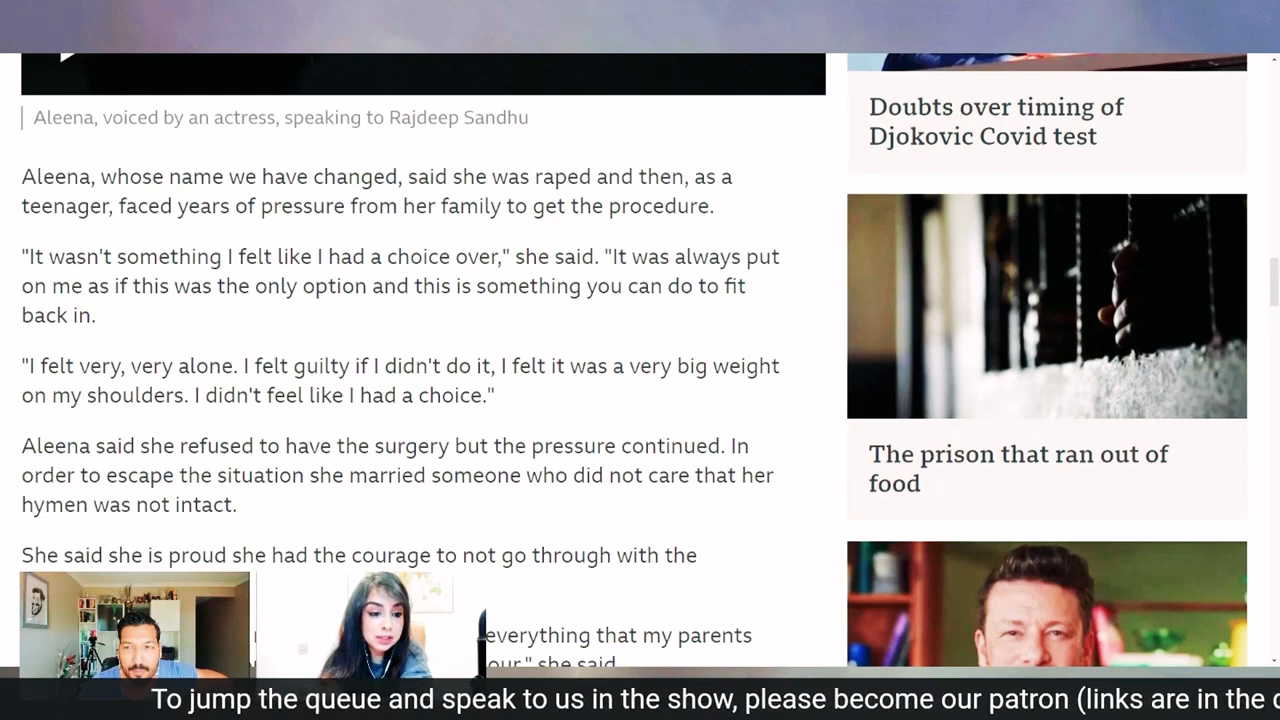 Aleena, voiced by an actress, speaking to Rajdeep Sandhu
Aleena, whose name we have changed, said she was raped and then, as a
teenager, faced years of pressure from her family to get the procedure.
"It wasn't something I felt like I had a choice over," she said. "It was always put
on me as if this was the only option and this is something you can do to fit
back in.
"I felt very, very alone. I felt guilty if I didn't do it, I felt it was a very big weight
on my shoulders. I didn't feel like I had a choice."
Aleena said she refused to have the surgery but the pressure continued. In
order to escape the situation she married someone who did not care that her
hymen was not intact.
She said she is proud she had the courage to not go through with the
everything that my parents
our," she said
Doubts over timing of
Djokovic Covid test
The prison that ran out of
food
To jump the queue and speak to us in the show, please become our patron (links are in the